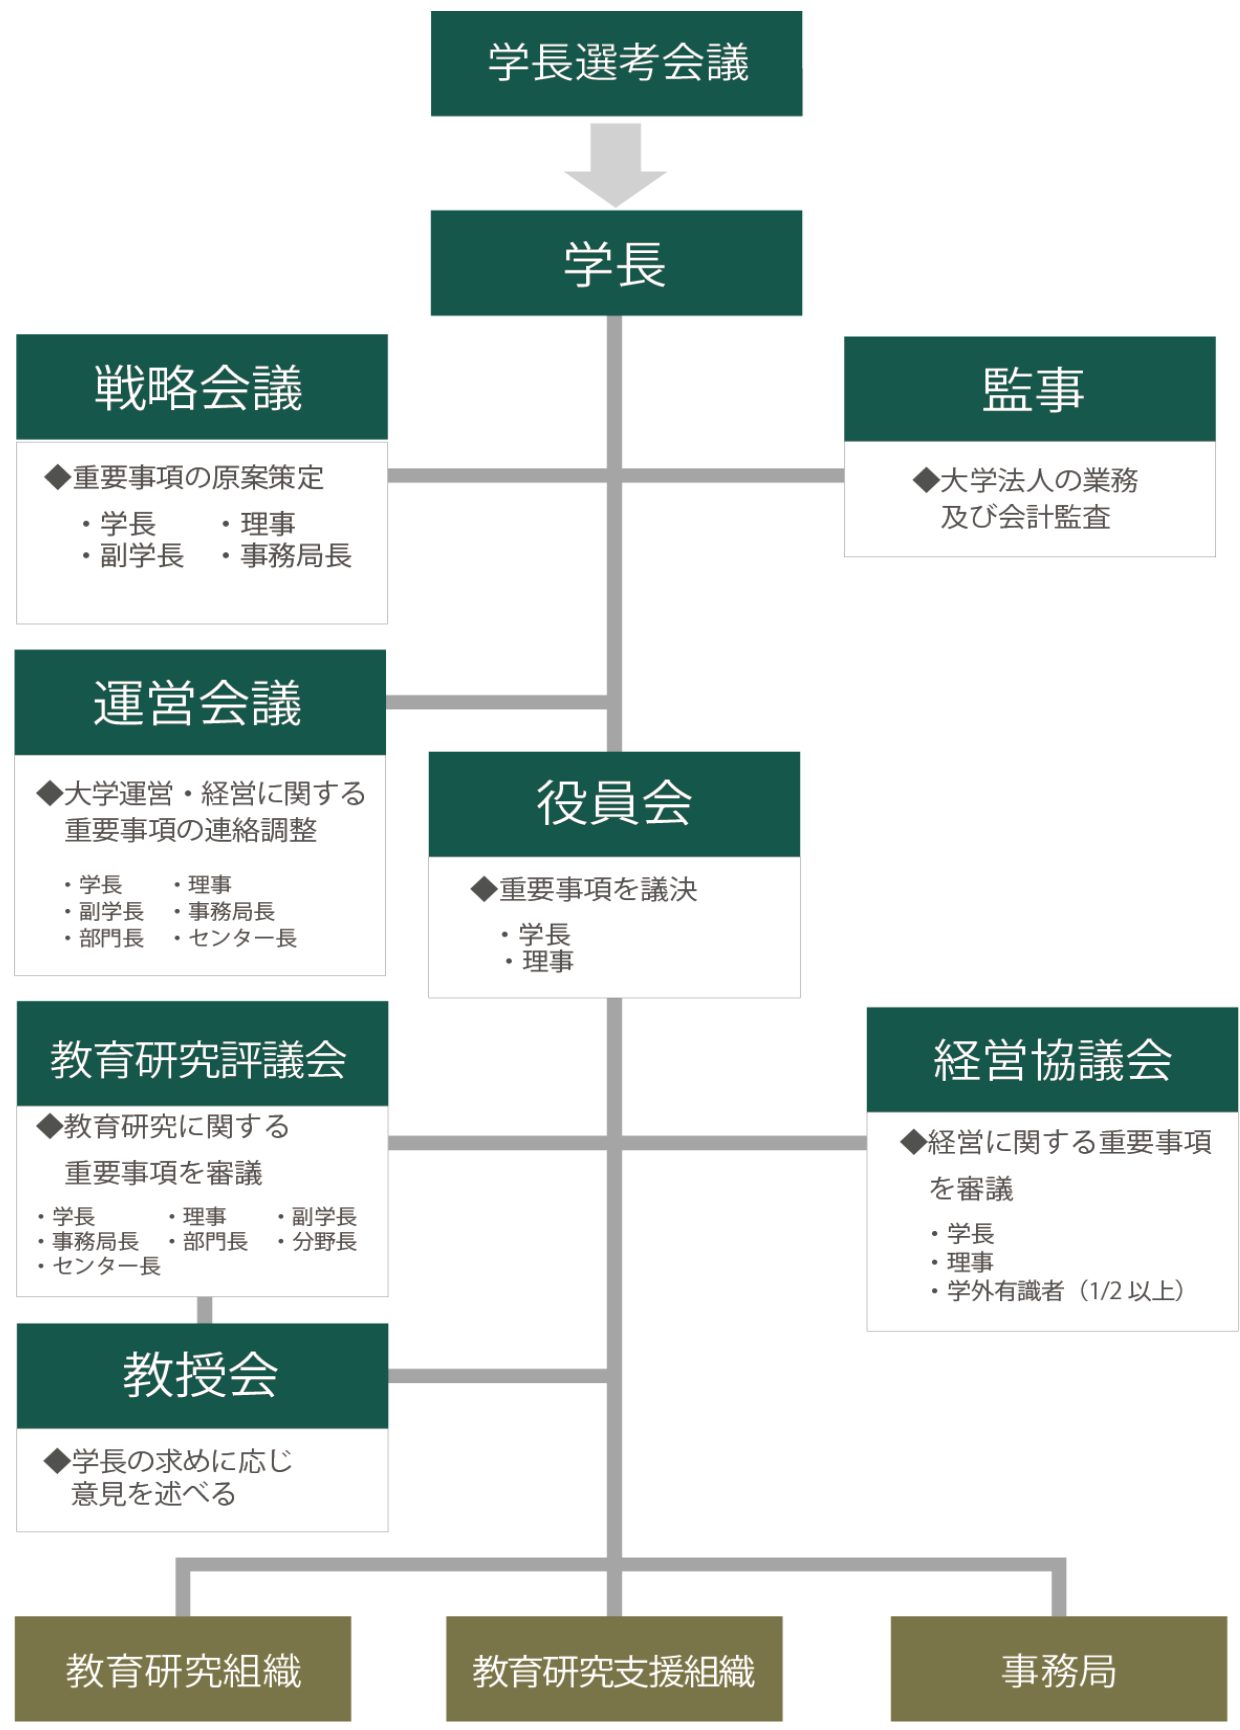 学長選考会議
学長
戦略会議
◆重要事項の原案策定
・学長 ・理事
・副学長 ・事務局長
監事
◆大学法人の業務
及び会計監査
運営会議
◆大学運営・経営に関する
重要事項の連絡調整
・学長 ・理事
・副学長 ・事務局長
・部門長 ・センター長
役員会
◆重要事項を議決
・学長
・理事
教育研究評議会
◆教育研究に関する
重要事項を審議
・学長 ・理事 ・副学長
・事務局長 ・部門長 ・分野長
・センター長
経営協議会
◆経営に関する重要事項
を審議
・学長
・理事
・学外有識者（1/2 以上）
教授会
◆学長の求めに応じ
意見を述べる
教育研究組織
教育研究支援組織
事務局